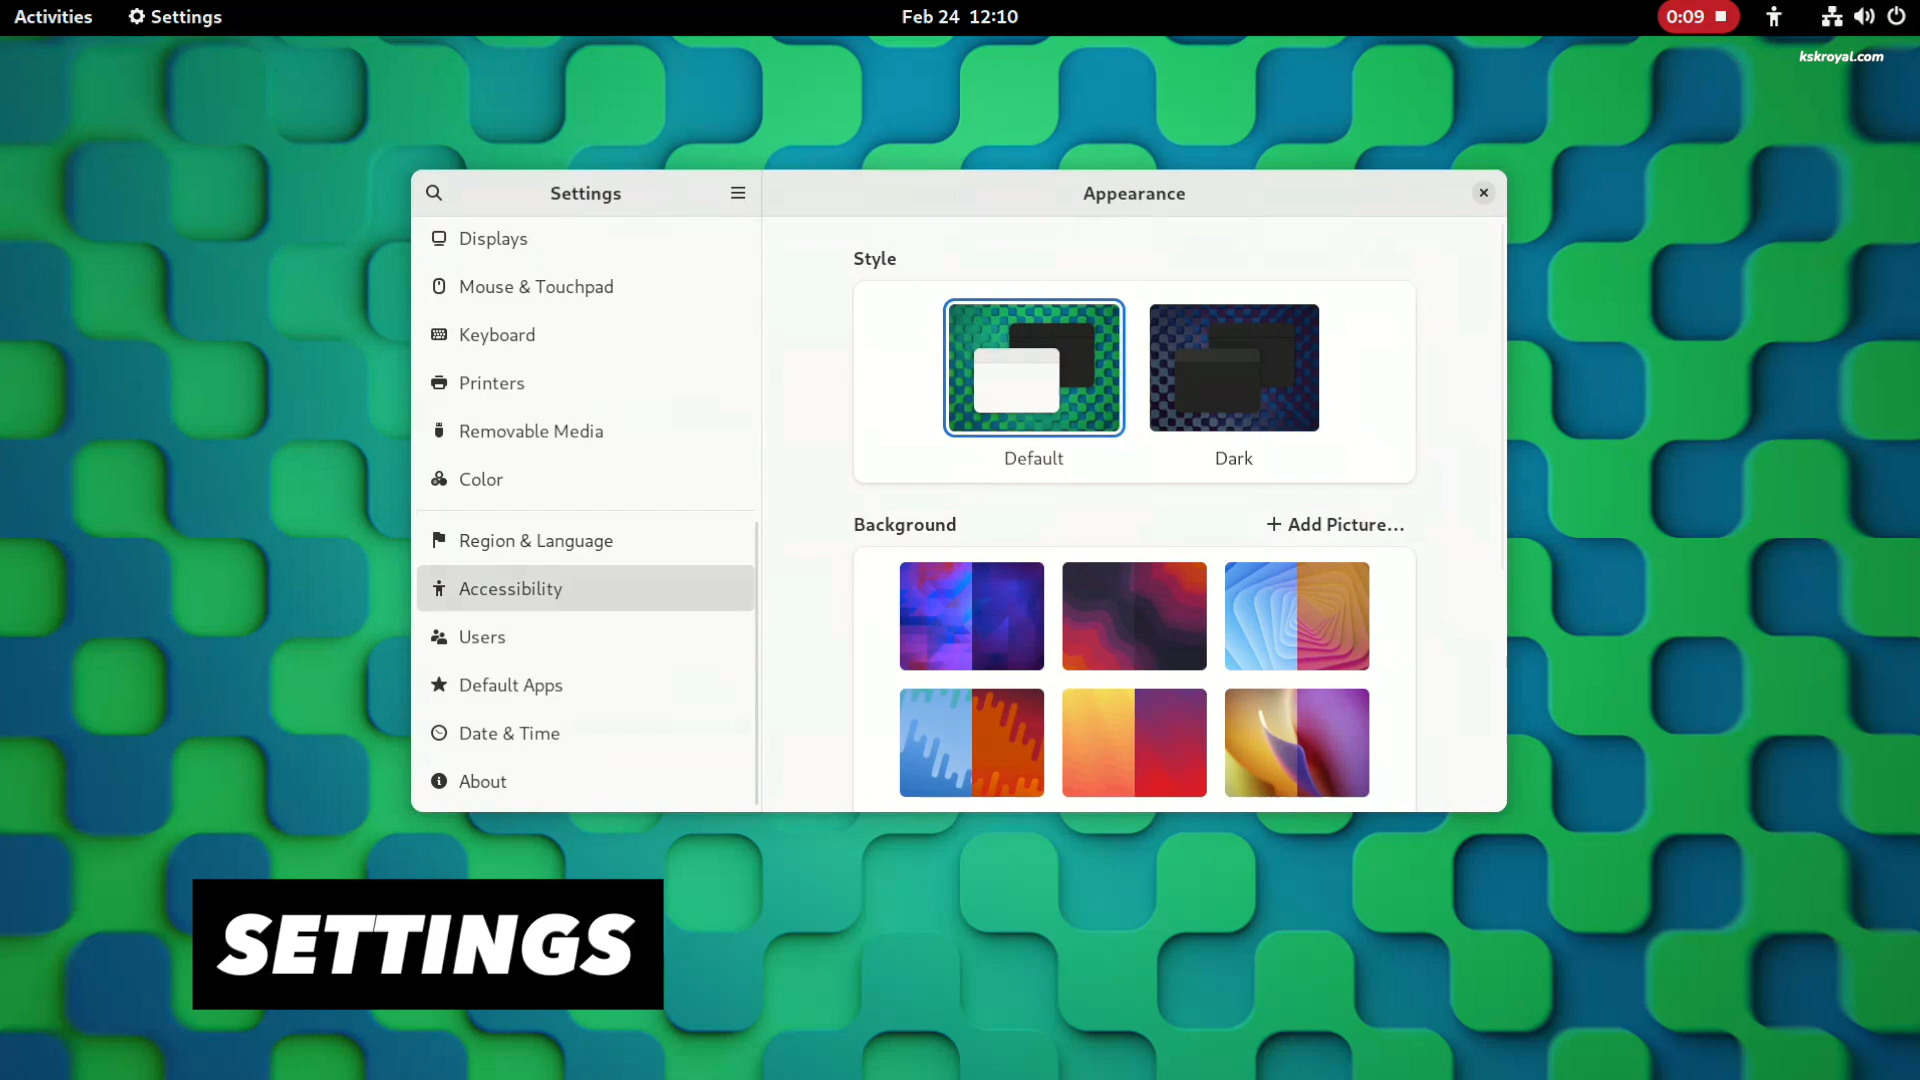 Activities Settings Feb 24 12:10 0:09
kskroyal.com
Settings Appearance
Displays
Mouse & Touchpad
Keyboard
Printers
Removable Media
Color
Region & Language
Accessibility
Users
Default Apps
Date & Time
About
Style
Default Dark
Background + Add Picture...
SETTINGS